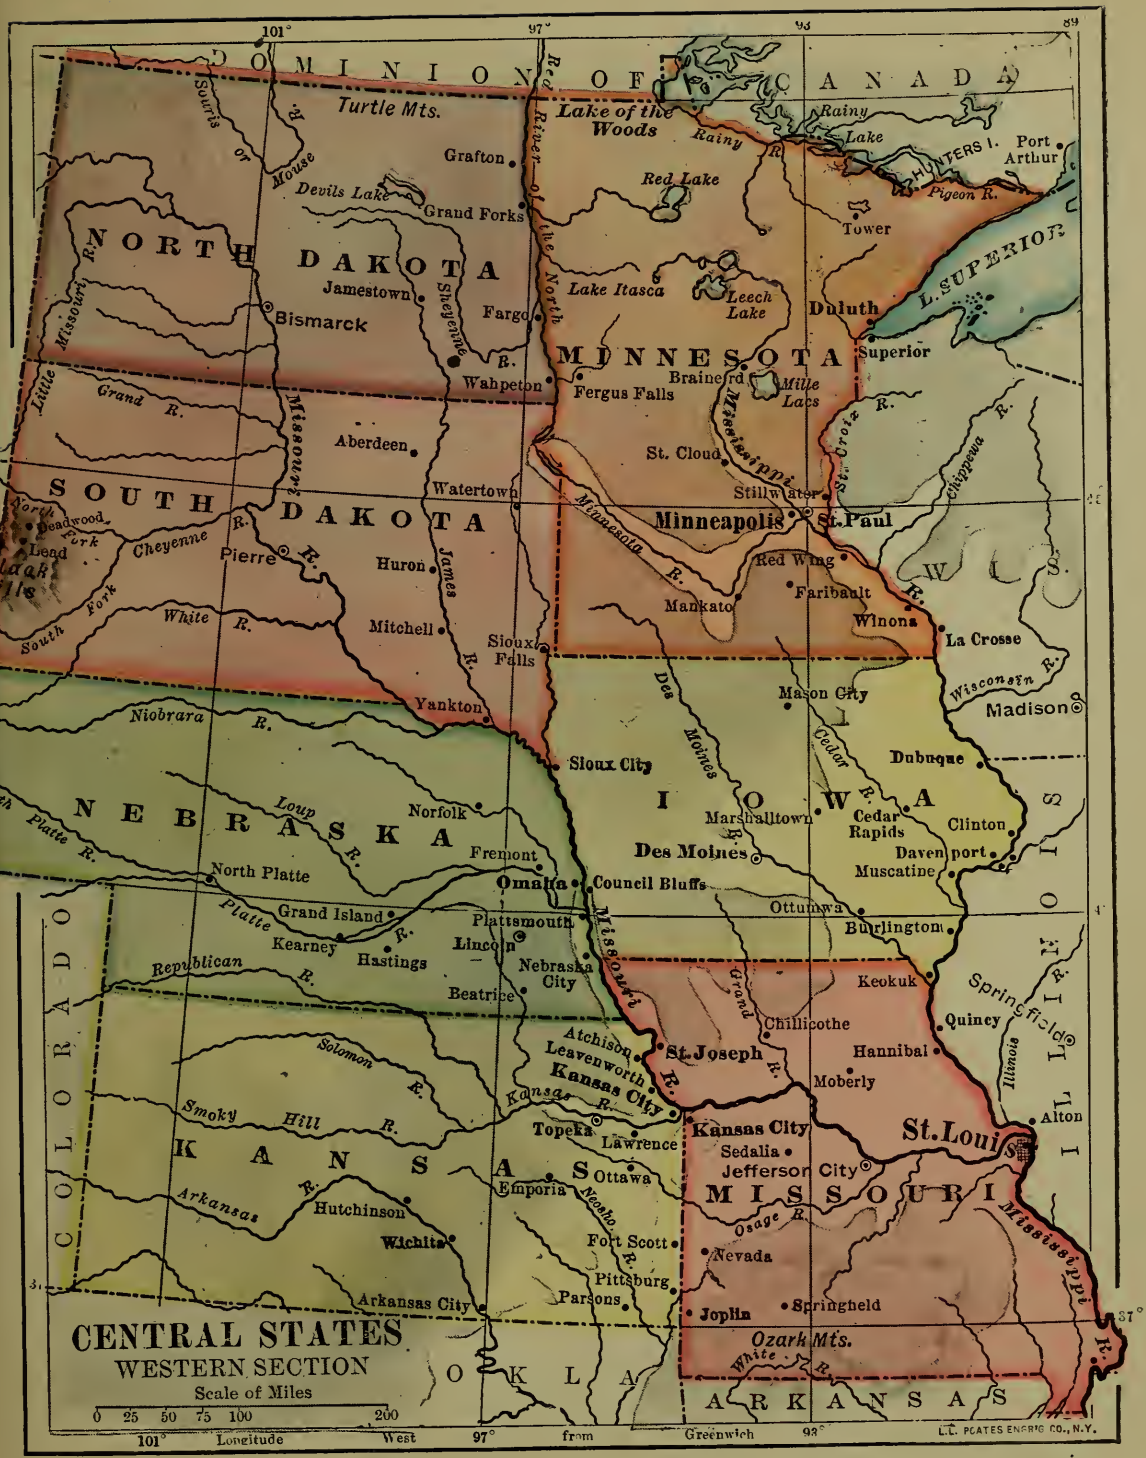 101°
97°
93
89
DOMINION OF CANADA
Souris or Mouse R.
Turtle Mts.
Red River of the North
Lake of the Woods
Rainy R.
Rainy Lake
HUNTERS I.
Port Arthur
Pigeon R.
Grafton
Devils Lake
Grand Forks
Red Lake
Tower
NORTH DAKOTA
Jamestown
Sheyenne R.
Fargo
Lake Itasca
Leech Lake
Duluth
L. SUPERIOR
Superior
Little Missouri R.
Bismarck
MINNESOTA
Wahpeton
Fergus Falls
Brainerd
Mille Lacs
Grand R.
Missouri R.
Aberdeen
Mississippi
St. Cloud
St. Croix R.
Chippewa R.
SOUTH DAKOTA
Watertown
Stillwater
Minneapolis
St. Paul
North Fork
Deadwood
Lead
South Fork
Cheyenne R.
Pierre
Huron
James R.
Minnesota R.
Red Wing
Faribault
Mankato
Winona
R.
WIS.
La Crosse
White R.
Mitchell
Sioux Falls
Yankton
Wisconsin R.
Madison
Niobrara R.
Sioux City
Des Moines R.
Mason City
Cedar R.
Dubuque
NEBRASKA
Loup R.
Norfolk
IOWA
Marshalltown
Cedar Rapids
Clinton
Davenport
Muscatine
Platte R.
North Platte
Fremont
Des Moines
Omaha
Council Bluffs
Ottumwa
Burlington
Platte R.
Grand Island
Kearney
Hastings
Plattsmouth
Lincoln
Nebraska City
Beatrice
Missouri R.
Republican R.
COLORADO
Keokuk
Grand R.
Chillicothe
Quincy
Springfield
ILLINOIS
Illinois R.
Hannibal
Moberly
Solomon R.
Atchison
Leavenworth
Kansas City
St. Joseph
Kansas R.
Smoky Hill R.
Topeka
Lawrence
Kansas City
Sedalia
Jefferson City
St. Louis
Alton
KANSAS
Emporia
Ottawa
Neosho R.
MISSOURI
Osage R.
Mississippi R.
Arkansas R.
Hutchinson
Wichita
Fort Scott
Nevada
Pittsburg
Parsons
Arkansas City
Joplin
Springfield
37°
Ozark Mts.
White R.
CENTRAL STATES
WESTERN SECTION
Scale of Miles
0 25 50 75 100 200
OKLA
ARKANSAS
101° Longitude West 97° from Greenwich 93°
L.L. POATES ENGR'G CO., N.Y.